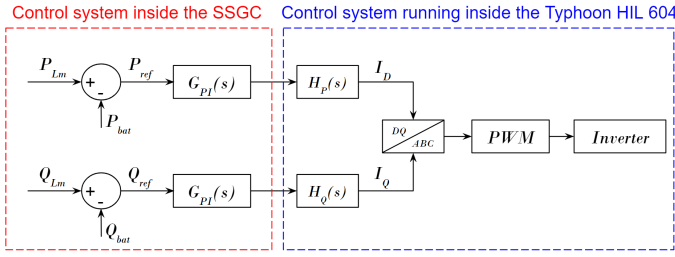 Control system inside the SSGC
Control system running inside the Typhoon HIL 604
P_Lm
+
-
P_ref
P_bat
G_PI(s)
H_P(s)
I_D
DQ
ABC
PWM
Inverter
Q_Lm
+
-
Q_ref
Q_bat
G_PI(s)
H_Q(s)
I_Q